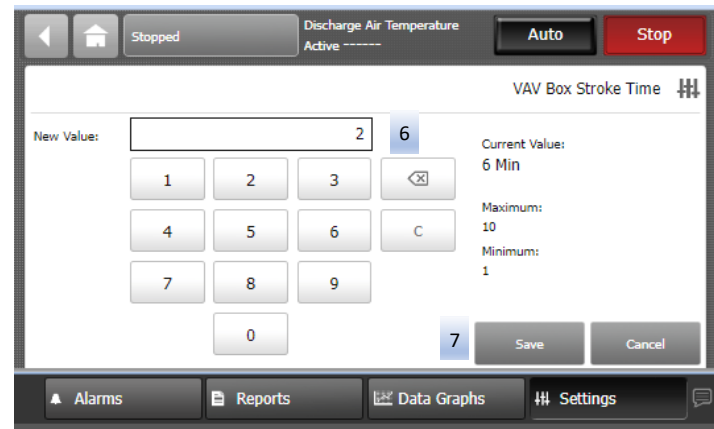 Stopped
Discharge Air Temperature
Active ------
Auto
Stop
VAV Box Stroke Time
New Value:
2
6
Current Value:
6 Min
1
2
3
Maximum:
10
4
5
6
C
Minimum:
1
7
8
9
0
7
Save
Cancel
Alarms
Reports
Data Graphs
Settings